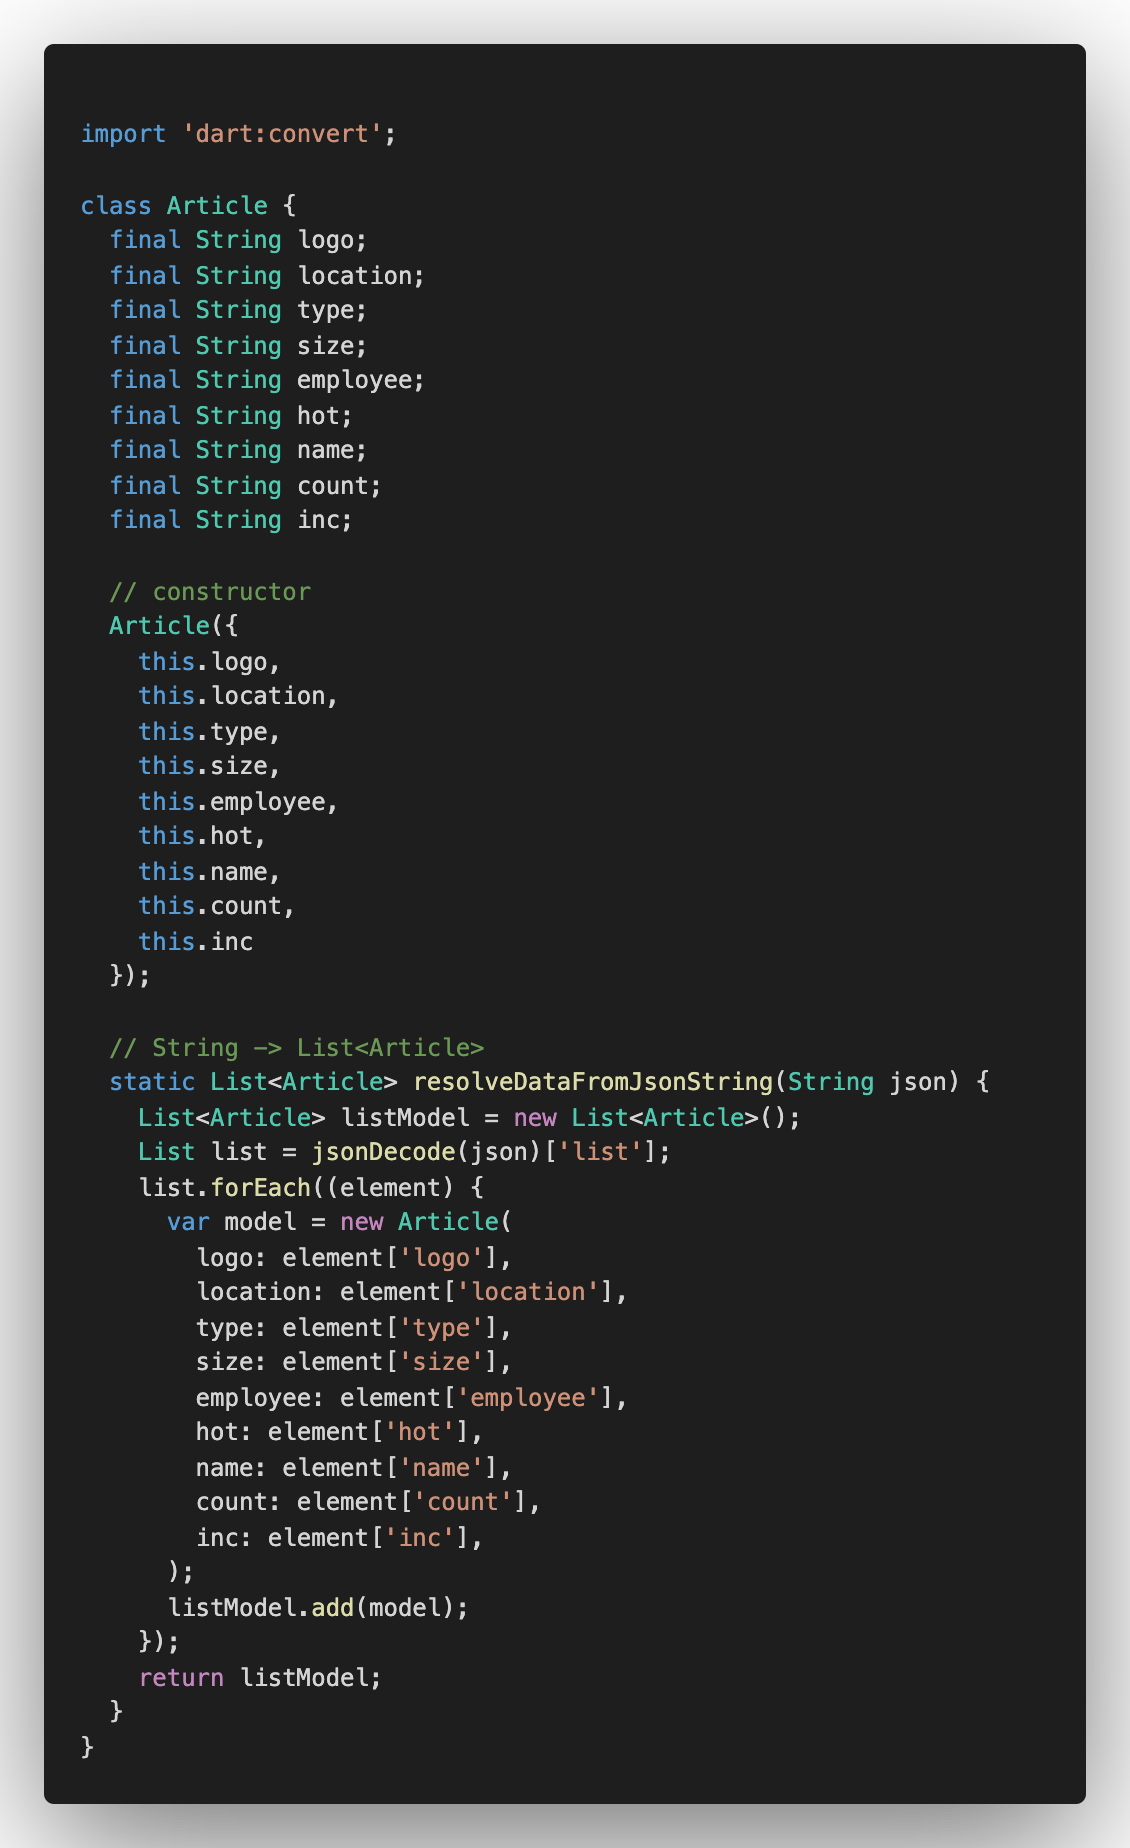 import 'dart:convert';

class Article {
  final String logo;
  final String location;
  final String type;
  final String size;
  final String employee;
  final String hot;
  final String name;
  final String count;
  final String inc;

  // constructor
  Article({
    this.logo,
    this.location,
    this.type,
    this.size,
    this.employee,
    this.hot,
    this.name,
    this.count,
    this.inc
  });

  // String -> List<Article>
  static List<Article> resolveDataFromJsonString(String json) {
    List<Article> listModel = new List<Article>();
    List list = jsonDecode(json)['list'];
    list.forEach((element) {
      var model = new Article(
        logo: element['logo'],
        location: element['location'],
        type: element['type'],
        size: element['size'],
        employee: element['employee'],
        hot: element['hot'],
        name: element['name'],
        count: element['count'],
        inc: element['inc'],
      );
      listModel.add(model);
    });
    return listModel;
  }
}